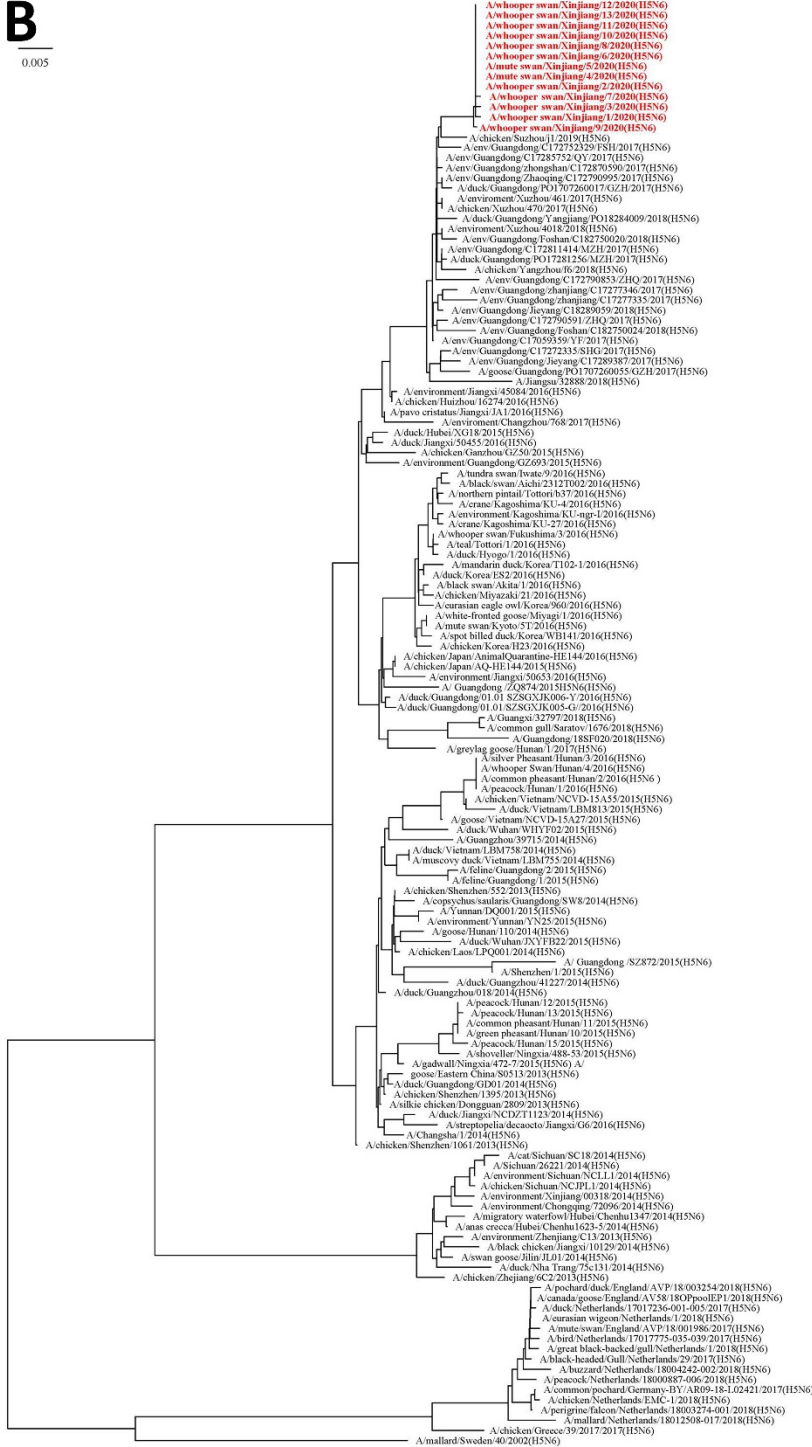 B
0.005
A/whooper swan/Xinjiang/12/2020(H5N6)
A/whooper swan/Xinjiang/13/2020(H5N6)
A/whooper swan/Xinjiang/11/2020(H5N6)
A/whooper swan/Xinjiang/10/2020(H5N6)
A/whooper swan/Xinjiang/8/2020(H5N6)
A/whooper swan/Xinjiang/6/2020(H5N6)
A/mute swan/Xinjiang/5/2020(H5N6)
A/mute swan/Xinjiang/4/2020(H5N6)
A/whooper swan/Xinjiang/2/2020(H5N6)
A/whooper swan/Xinjiang/7/2020(H5N6)
A/whooper swan/Xinjiang/3/2020(H5N6)
A/whooper swan/Xinjiang/1/2020(H5N6)
A/whooper swan/Xinjiang/9/2020(H5N6)
A/chicken/Suzhou/j1/2019(H5N6)
A/env/Guangdong/C172752329/FSH/2017(H5N6)
A/env/Guangdong/C17285752/QY/2017(H5N6)
A/env/Guangdong/zhongshan/C172870590/2017(H5N6)
A/env/Guangdong/Zhaoqing/C172790995/2017(H5N6)
A/duck/Guangdong/PO1707260017/GZH/2017(H5N6)
A/enviroment/Xuzhou/461/2017(H5N6)
A/chicken/Xuzhou/470/2017(H5N6)
A/duck/Guangdong/Yangjiang/PO18284009/2018(H5N6)
A/enviroment/Xuzhou/4018/2018(H5N6)
A/env/Guangdong/Foshan/C182750020/2018(H5N6)
A/env/Guangdong/C172811414/MZH/2017(H5N6)
A/duck/Guangdong/PO17281256/MZH/2017(H5N6)
A/chicken/Yangzhou/f6/2018(H5N6)
A/env/Guangdong/C172790853/ZHQ/2017(H5N6)
A/env/Guangdong/zhanjiang/C17277346/2017(H5N6)
A/env/Guangdong/zhanjiang/C17277335/2017(H5N6)
A/env/Guangdong/Jieyang/C18289059/2018(H5N6)
A/env/Guangdong/C172790591/ZHQ/2017(H5N6)
A/env/Guangdong/Foshan/C182750024/2018(H5N6)
A/env/Guangdong/C17059359/YF/2017(H5N6)
A/env/Guangdong/C17272335/SHG/2017(H5N6)
A/env/Guangdong/Jieyang/C17289387/2017(H5N6)
A/goose/Guangdong/PO1707260055/GZH/2017(H5N6)
A/Jiangsu/32888/2018(H5N6)
A/environment/Jiangxi/45084/2016(H5N6)
A/chicken/Huizhou/16274/2016(H5N6)
A/pavo cristatus/Jiangxi/JA1/2016(H5N6)
A/enviroment/Changzhou/768/2017(H5N6)
A/duck/Hubei/XG18/2015(H5N6)
A/duck/Jiangxi/50455/2016(H5N6)
A/chicken/Ganzhou/GZ50/2015(H5N6)
A/environment/Guangdong/GZ693/2015(H5N6)
A/tundra swan/Iwate/9/2016(H5N6)
A/black/swan/Aichi/2312T002/2016(H5N6)
A/northern pintail/Tottori/b37/2016(H5N6)
A/crane/Kagoshima/KU-4/2016(H5N6)
A/environment/Kagoshima/KU-ngr-I/2016(H5N6)
A/crane/Kagoshima/KU-27/2016(H5N6)
A/whooper swan/Fukushima/3/2016(H5N6)
A/teal/Tottori/1/2016(H5N6)
A/duck/Hyogo/1/2016(H5N6)
A/mandarin duck/Korea/T102-1/2016(H5N6)
A/duck/Korea/ES2/2016(H5N6)
A/black swan/Akita/1/2016(H5N6)
A/chicken/Miyazaki/21/2016(H5N6)
A/eurasian eagle owl/Korea/960/2016(H5N6)
A/white-fronted goose/Miyagi/1/2016(H5N6)
A/mute swan/Kyoto/5T/2016(H5N6)
A/spot billed duck/Korea/WB141/2016(H5N6)
A/chicken/Korea/H23/2016(H5N6)
A/chicken/Japan/AnimalQuarantine-HE144/2016(H5N6)
A/chicken/Japan/AQ-HE144/2015(H5N6)
A/environment/Jiangxi/50653/2016(H5N6)
A/ Guangdong /ZQ874/2015H5N6(H5N6)
A/duck/Guangdong/01.01 SZSGXJK006-Y/2016(H5N6)
A/duck/Guangdong/01.01/SZSGXJK005-G//2016(H5N6)
A/Guangxi/32797/2018(H5N6)
A/common gull/Saratov/1676/2018(H5N6)
A/Guangdong/18SF020/2018(H5N6)
A/greylag goose/Hunan/1/2017(H5N6)
A/silver Pheasant/Hunan/3/2016(H5N6)
A/whooper Swan/Hunan/4/2016(H5N6)
A/common pheasant/Hunan/2/2016(H5N6 )
A/peacock/Hunan/1/2016(H5N6)
A/chicken/Vietnam/NCVD-15A55/2015(H5N6)
A/duck/Vietnam/LBM813/2015(H5N6)
A/goose/Vietnam/NCVD-15A27/2015(H5N6)
A/duck/Wuhan/WHYF02/2015(H5N6)
A/Guangzhou/39715/2014(H5N6)
A/duck/Vietnam/LBM758/2014(H5N6)
A/muscovy duck/Vietnam/LBM755/2014(H5N6)
A/feline/Guangdong/2/2015(H5N6)
A/feline/Guangdong/1/2015(H5N6)
A/chicken/Shenzhen/552/2013(H5N6)
A/copsychus/saularis/Guangdong/SW8/2014(H5N6)
A/Yunnan/DQ001/2015(H5N6)
A/environment/Yunnan/YN25/2015(H5N6)
A/goose/Hunan/110/2014(H5N6)
A/duck/Wuhan/JXYFB22/2015(H5N6)
A/chicken/Laos/LPQ001/2014(H5N6)
A/ Guangdong /SZ872/2015(H5N6)
A/Shenzhen/1/2015(H5N6)
A/duck/Guangzhou/41227/2014(H5N6)
A/duck/Guangzhou/018/2014(H5N6)
A/peacock/Hunan/12/2015(H5N6)
A/peacock/Hunan/13/2015(H5N6)
A/common pheasant/Hunan/11/2015(H5N6)
A/green pheasant/Hunan/10/2015(H5N6)
A/peacock/Hunan/15/2015(H5N6)
A/shoveller/Ningxia/488-53/2015(H5N6)
A/gadwall/Ningxia/472-7/2015(H5N6) A/
goose/Eastern China/S0513/2013(H5N6)
A/duck/Guangdong/GD01/2014(H5N6)
A/chicken/Shenzhen/1395/2013(H5N6)
A/silkie chicken/Dongguan/2809/2013(H5N6)
A/duck/Jiangxi/NCDZT1123/2014(H5N6)
A/streptopelia/decaocto/Jiangxi/G6/2016(H5N6)
A/Changsha/1/2014(H5N6)
A/chicken/Shenzhen/1061/2013(H5N6)
A/cat/Sichuan/SC18/2014(H5N6)
A/Sichuan/26221/2014(H5N6)
A/environment/Sichuan/NCLL1/2014(H5N6)
A/chicken/Sichuan/NCJPL1/2014(H5N6)
A/environment/Xinjiang/00318/2014(H5N6)
A/environment/Chongqing/72096/2014(H5N6)
A/migratory waterfowl/Hubei/Chenhu1347/2014(H5N6)
A/anas crecca/Hubei/Chenhu1623-5/2014(H5N6)
A/environment/Zhenjiang/C13/2013(H5N6)
A/black chicken/Jiangxi/10129/2014(H5N6)
A/swan goose/Jilin/JL01/2014(H5N6)
A/duck/Nha Trang/75c131/2014(H5N6)
A/chicken/Zhejiang/6C2/2013(H5N6)
A/pochard/duck/England/AVP/18/003254/2018(H5N6)
A/canada/goose/England/AV58/18OPpoolEP1/2018(H5N6)
A/duck/Netherlands/17017236-001-005/2017(H5N6)
A/eurasian wigeon/Netherlands/1/2018(H5N6)
A/mute/swan/England/AVP/18/001986/2017(H5N6)
A/bird/Netherlands/17017775-035-039/2017(H5N6)
A/great black-backed/gull/Netherlands/1/2018(H5N6)
A/black-headed/Gull/Netherlands/29/2017(H5N6)
A/buzzard/Netherlands/18004242-002/2018(H5N6)
A/peacock/Netherlands/18000887-006/2018(H5N6)
A/common/pochard/Germany-BY/AR09-18-L02421/2017(H5N6)
A/chicken/Netherlands/EMC-1/2018(H5N6)
A/perigrine/falcon/Netherlands/18003274-001/2018(H5N6)
A/mallard/Netherlands/18012508-017/2018(H5N6)
A/chicken/Greece/39/2017/2017(H5N6)
A/mallard/Sweden/40/2002(H5N6)